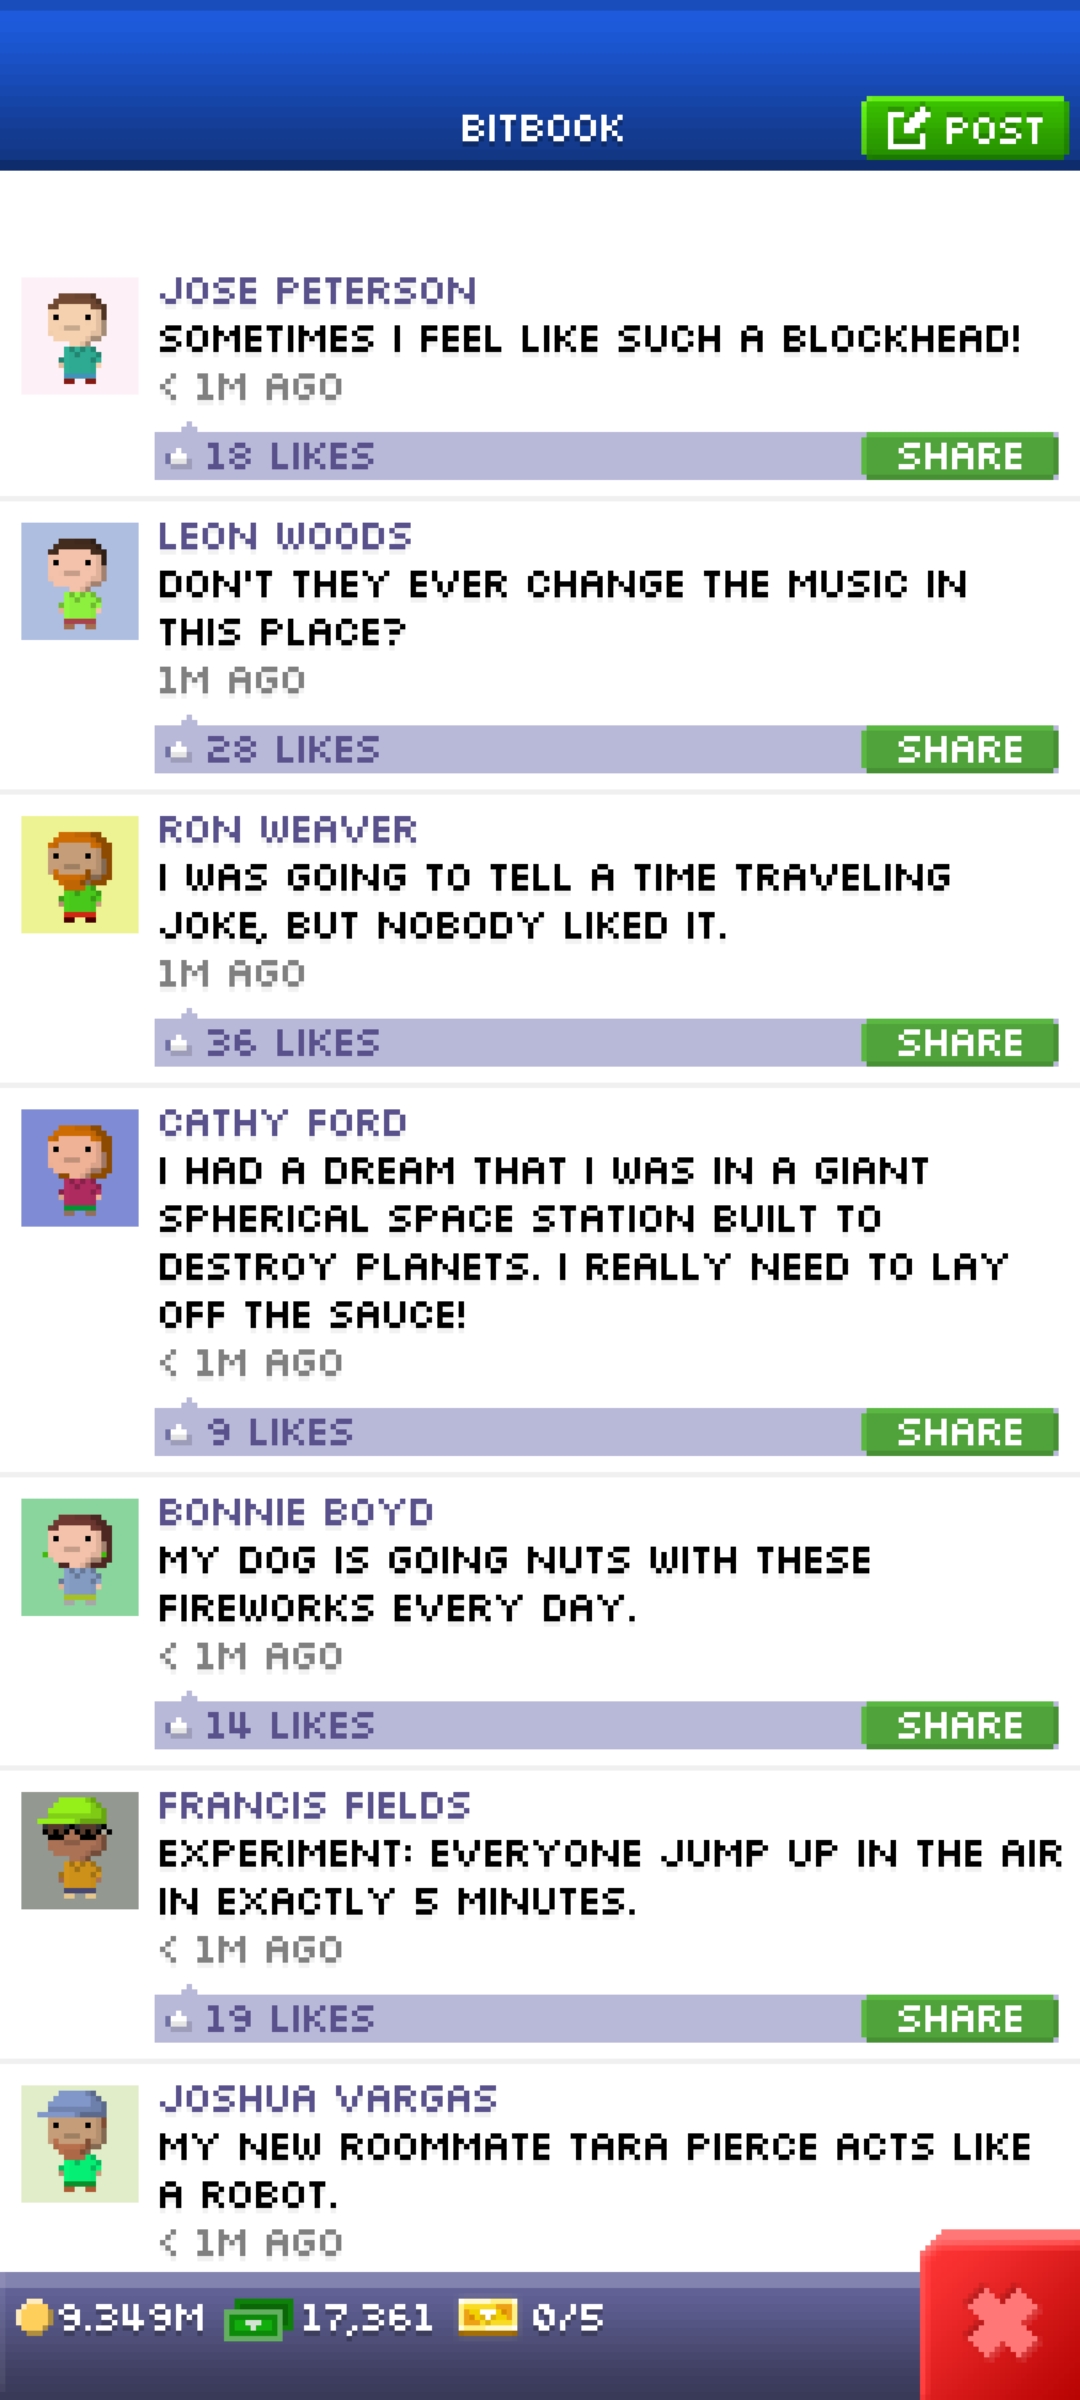 BITBOOK
POST
JOSE PETERSON
SOMETIMES I FEEL LIKE SUCH A BLOCKHEAD!
< 1M AGO
18 LIKES
SHARE
LEON WOODS
DON'T THEY EVER CHANGE THE MUSIC IN
THIS PLACE?
1M AGO
28 LIKES
SHARE
RON WEAVER
I WAS GOING TO TELL A TIME TRAVELING
JOKE, BUT NOBODY LIKED IT.
1M AGO
36 LIKES
SHARE
CATHY FORD
I HAD A DREAM THAT I WAS IN A GIANT
SPHERICAL SPACE STATION BUILT TO
DESTROY PLANETS. I REALLY NEED TO LAY
OFF THE SAUCE!
< 1M AGO
9 LIKES
SHARE
BONNIE BOYD
MY DOG IS GOING NUTS WITH THESE
FIREWORKS EVERY DAY.
< 1M AGO
14 LIKES
SHARE
FRANCIS FIELDS
EXPERIMENT: EVERYONE JUMP UP IN THE AIR
IN EXACTLY 5 MINUTES.
< 1M AGO
19 LIKES
SHARE
JOSHUA VARGAS
MY NEW ROOMMATE TARA PIERCE ACTS LIKE
A ROBOT.
< 1M AGO
9.349M 17,361 0/5